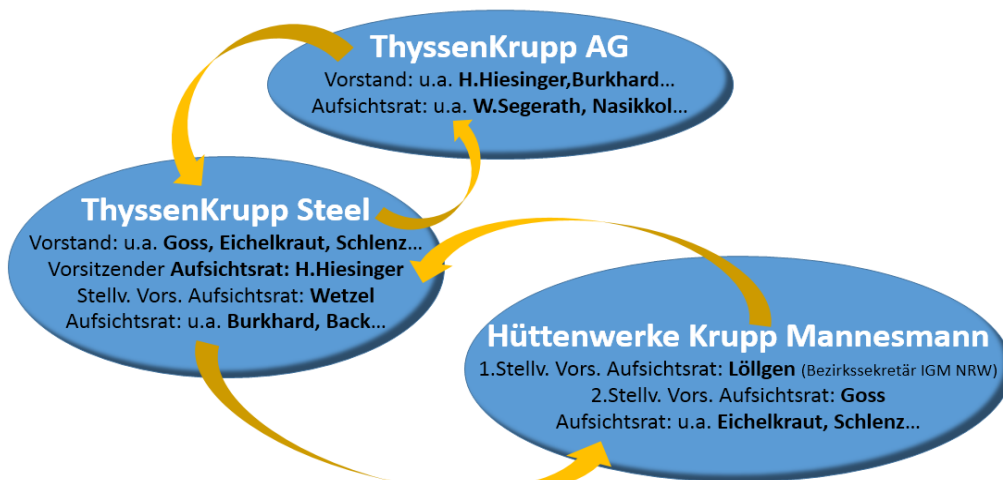 ThyssenKrupp AG
Vorstand: u.a. H.Hiesinger,Burkhard...
Aufsichtsrat: u.a. W.Segerath, Nasikkol...
ThyssenKrupp Steel
Vorstand: u.a. Goss, Eichelkraut, Schlenz...
Vorsitzender Aufsichtsrat: H.Hiesinger
Stellv. Vors. Aufsichtsrat: Wetzel
Aufsichtsrat: u.a. Burkhard, Back...
Hüttenwerke Krupp Mannesmann
1.Stellv. Vors. Aufsichtsrat: Löllgen (Bezirkssekretär IGM NRW)
2.Stellv. Vors. Aufsichtsrat: Goss
Aufsichtsrat: u.a. Eichelkraut, Schlenz...